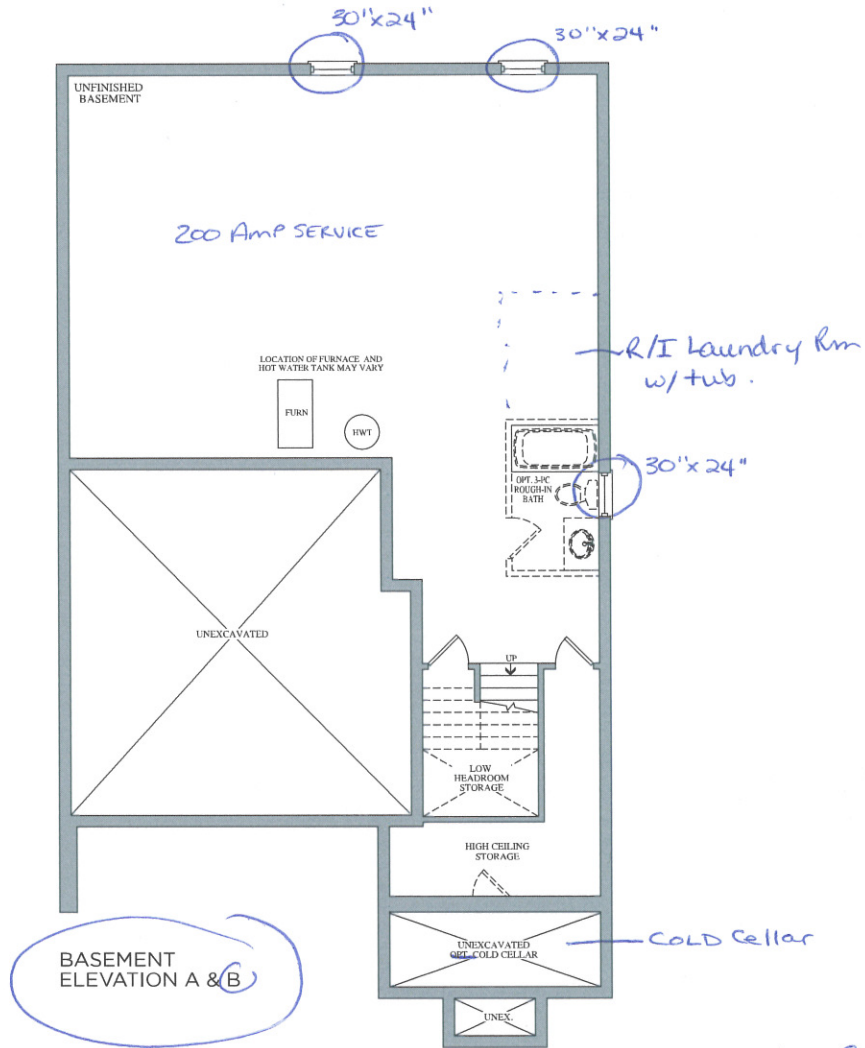 30"x24"
30"x24"
UNFINISHED
BASEMENT
200 AMP SERVICE
R/I Laundry Rm
w/ tub.
LOCATION OF FURNACE AND
HOT WATER TANK MAY VARY
FURN
HWT
30"x24"
OPT. 3-PC
ROUGH-IN
BATH
UNEXCAVATED
UP
LOW
HEADROOM
STORAGE
HIGH CEILING
STORAGE
UNEXCAVATED
OPT. COLD CELLAR
COLD Cellar
BASEMENT
ELEVATION A & B
UNEX.